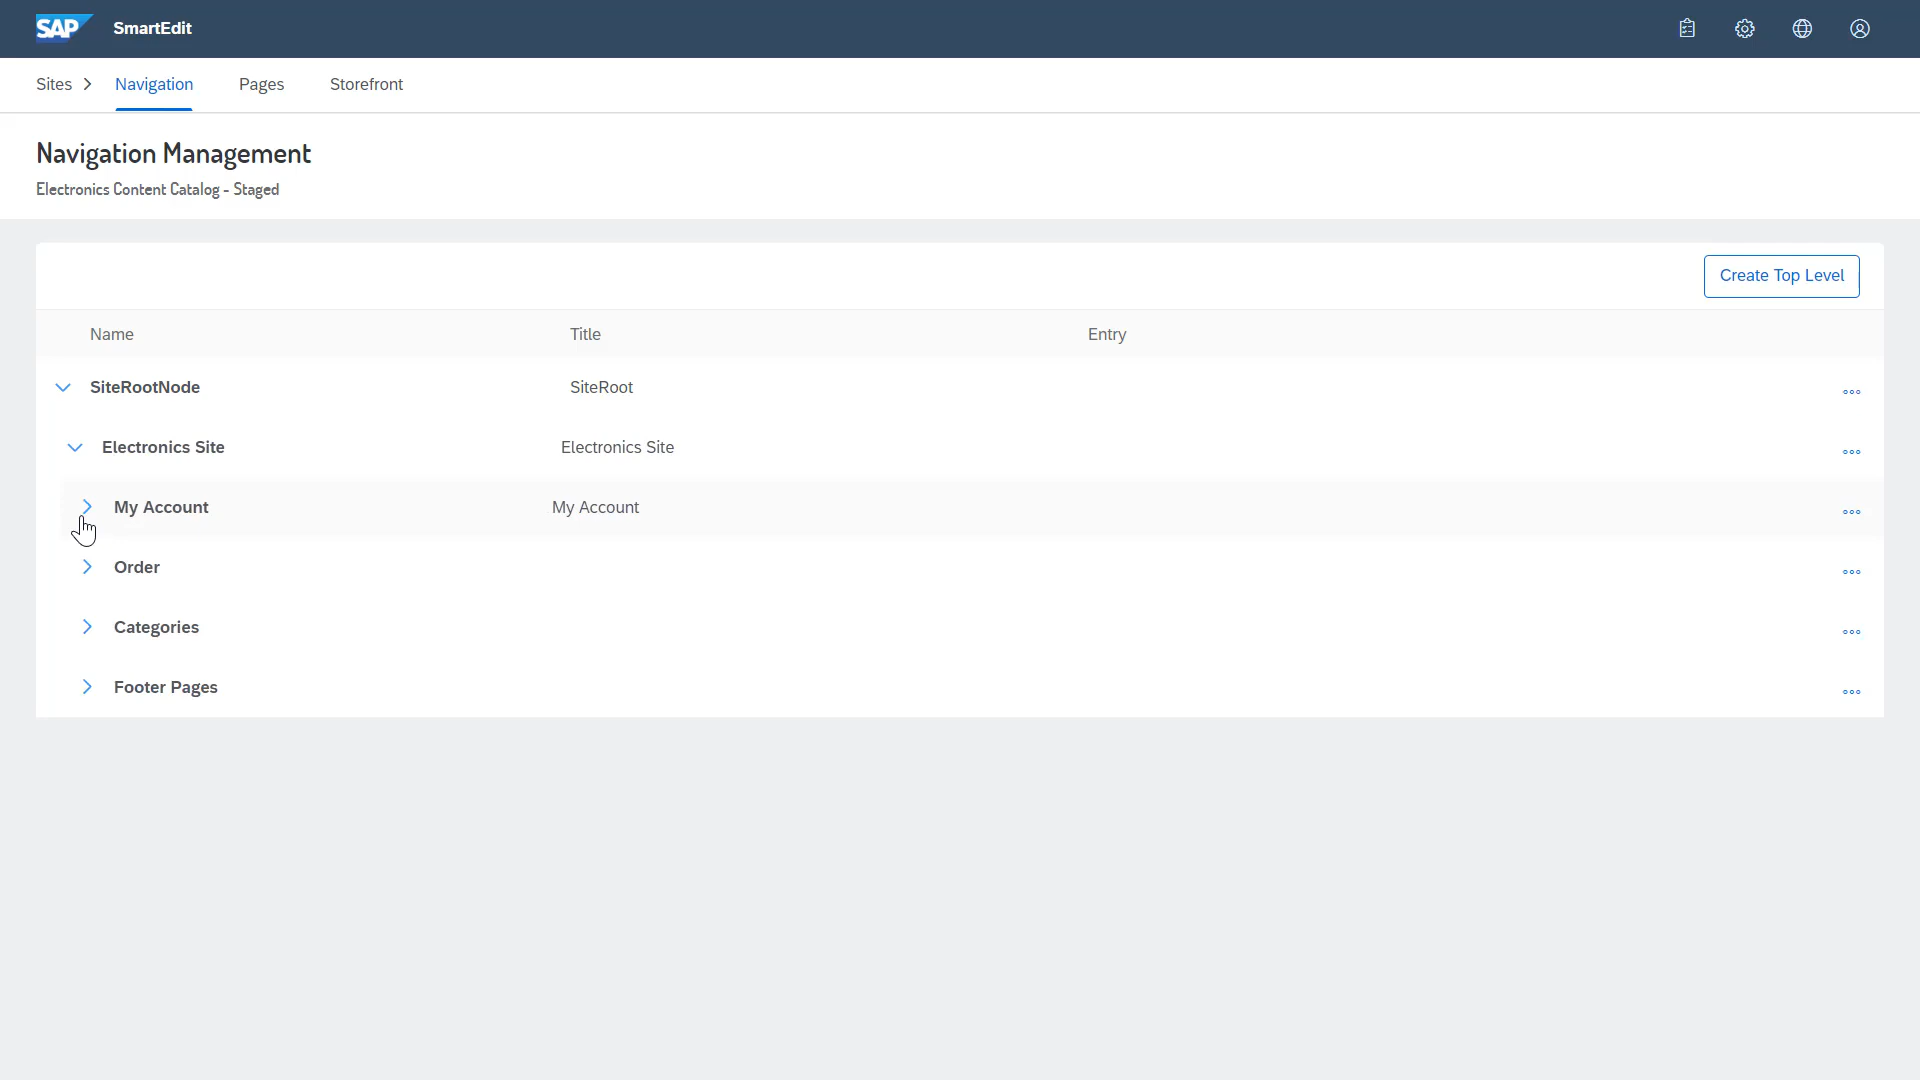 SAP SmartEdit
Sites Navigation Pages Storefront
Navigation Management
Electronics Content Catalog - Staged
Create Top Level
Name Title Entry
SiteRootNode SiteRoot
Electronics Site Electronics Site
My Account My Account
Order
Categories
Footer Pages